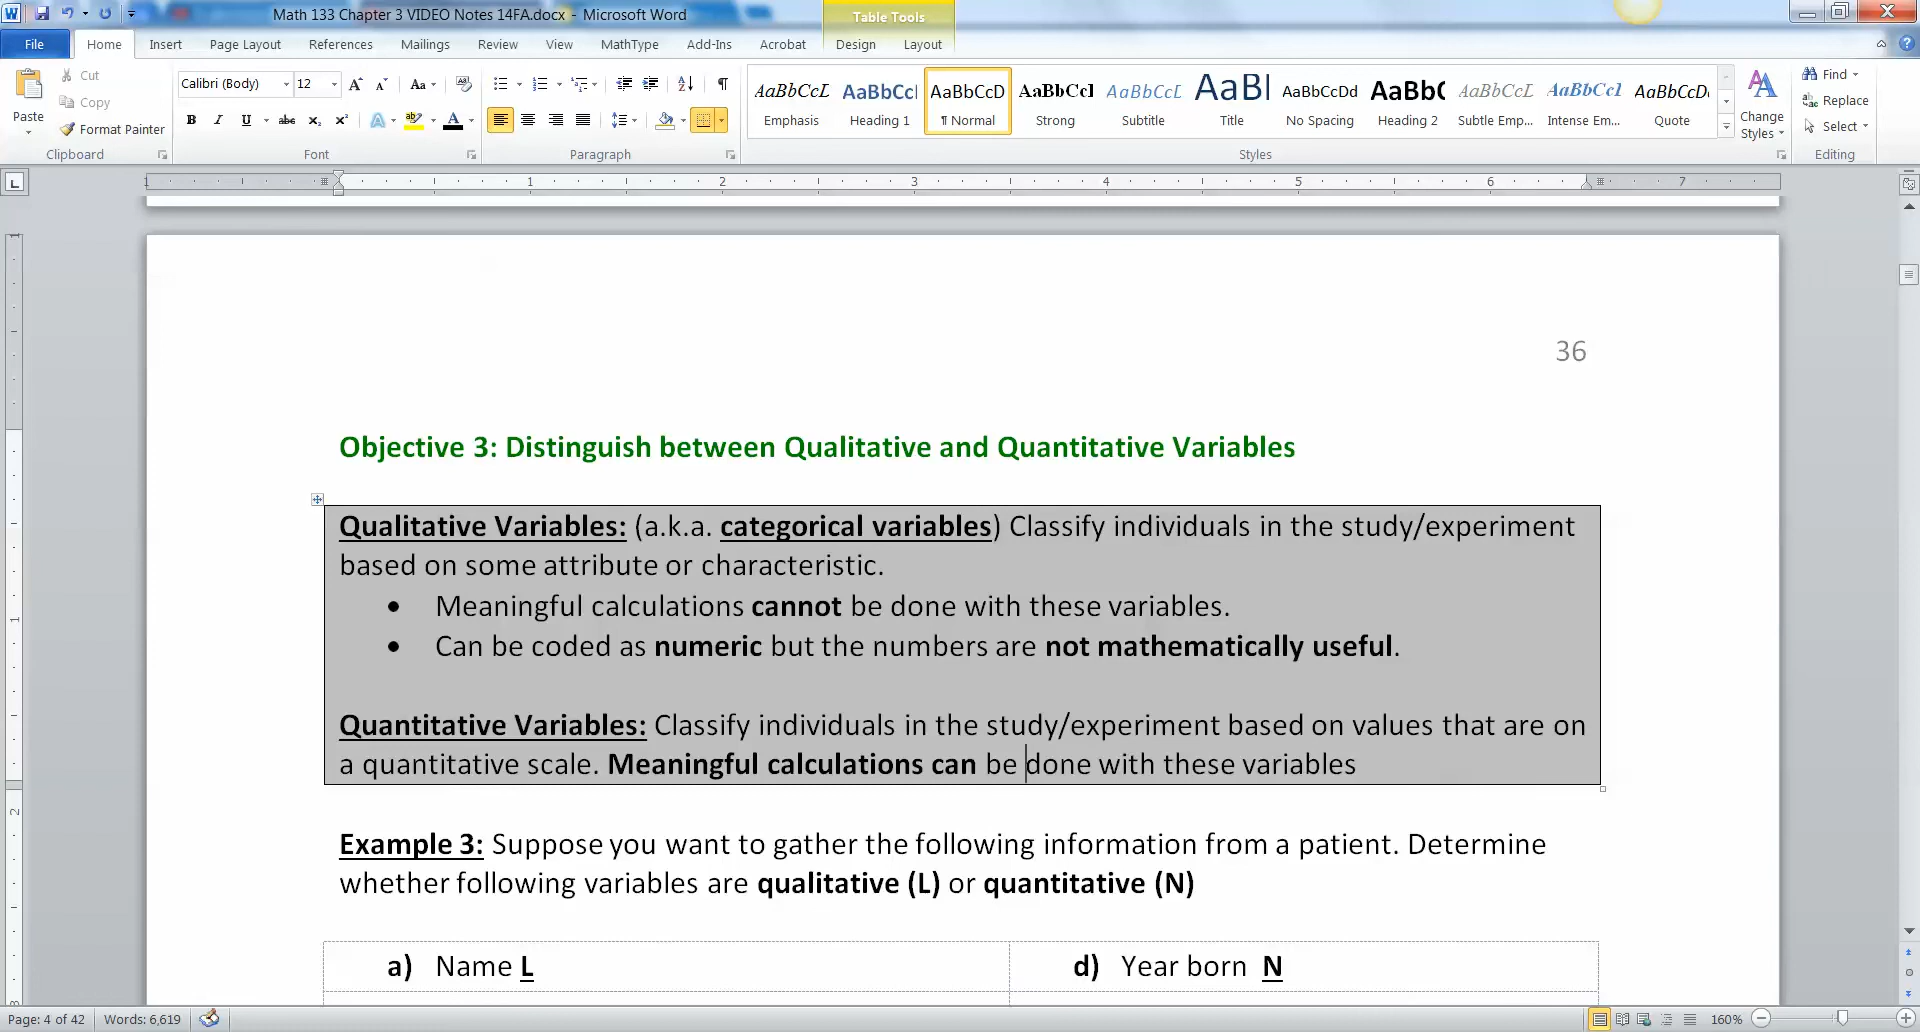 Math 133 Chapter 3 VIDEO Notes 14FA.docx - Microsoft Word
Table Tools
File Home Insert Page Layout References Mailings Review View MathType Add-Ins Acrobat Design Layout
Paste
Cut
Copy
Format Painter
Clipboard
Calibri (Body) 12
Font
Paragraph
AaBbCcL AaBbCcI AaBbCcD AaBbCcI AaBbCcL AaBl AaBbCcDd AaBbC AaBbCcL AaBbCcI AaBbCcD
Emphasis Heading 1 ¶ Normal Strong Subtitle Title No Spacing Heading 2 Subtle Emp... Intense Em... Quote
Change Styles
Styles
Find
Replace
Select
Editing
1 1 2 3 4 5 6 7
36
Objective 3: Distinguish between Qualitative and Quantitative Variables
Qualitative Variables: (a.k.a. categorical variables) Classify individuals in the study/experiment
based on some attribute or characteristic.
• Meaningful calculations cannot be done with these variables.
• Can be coded as numeric but the numbers are not mathematically useful.
Quantitative Variables: Classify individuals in the study/experiment based on values that are on
a quantitative scale. Meaningful calculations can be done with these variables
Example 3: Suppose you want to gather the following information from a patient. Determine
whether following variables are qualitative (L) or quantitative (N)
a) Name L
d) Year born N
Page: 4 of 42 Words: 6,619 160%